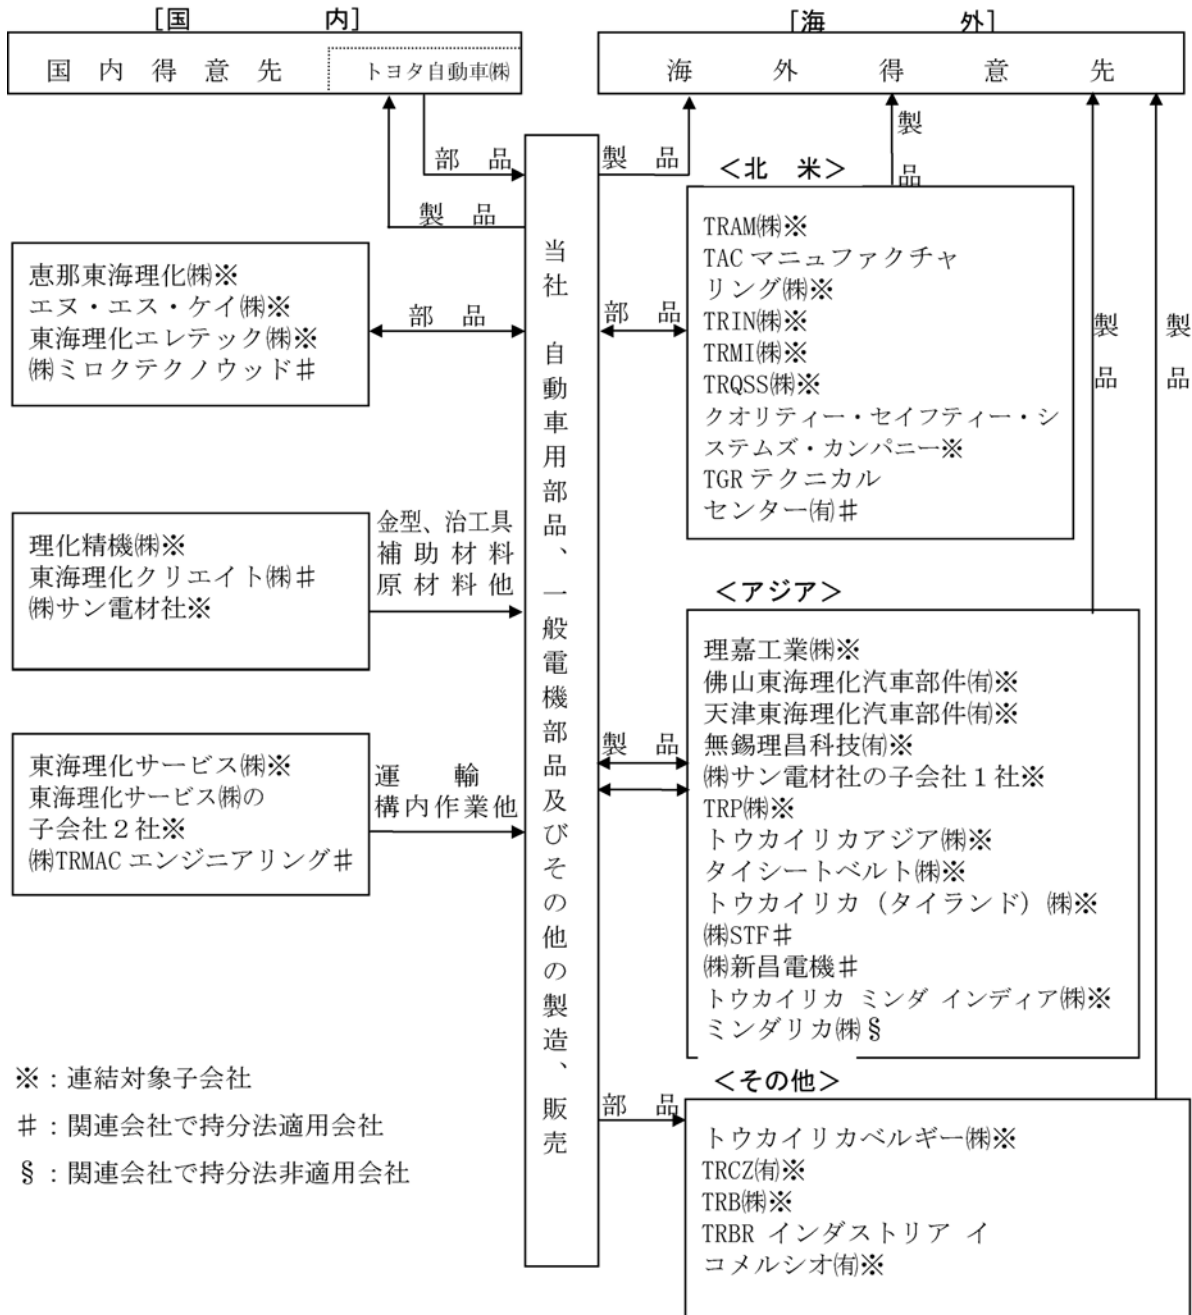 [国　　内]
国 内 得 意 先
トヨタ自動車㈱
部 品
製 品
恵那東海理化㈱※
エヌ・エス・ケイ㈱※
東海理化エレテック㈱※
㈱ミロクテクノウッド＃
部 品
理化精機㈱※
東海理化クリエイト㈱＃
㈱サン電材社※
金型、治工具
補助材料
原材料他
東海理化サービス㈱※
東海理化サービス㈱の
子会社２社※
㈱TRMAC エンジニアリング＃
運 輸
構内作業他
※：連結対象子会社
＃：関連会社で持分法適用会社
§：関連会社で持分法非適用会社
当社　自動車用部品、一般電機部品及びその他の製造、販売
[海　　外]
海 外 得 意 先
製 品
製品
＜北　米＞
TRAM㈱※
TAC マニュファクチャ
リング㈱※
TRIN㈱※
TRMI㈱※
TRQSS㈱※
クオリティー・セイフティー・シ
ステムズ・カンパニー※
TGR テクニカル
センター㈲＃
部 品
製品
製品
＜アジア＞
理嘉工業㈱※
佛山東海理化汽車部件㈲※
天津東海理化汽車部件㈲※
無錫理昌科技㈲※
㈱サン電材社の子会社１社※
TRP㈱※
トウカイリカアジア㈱※
タイシートベルト㈱※
トウカイリカ（タイランド）㈱※
㈱STF＃
㈱新昌電機＃
トウカイリカ ミンダ インディア㈱※
ミンダリカ㈱§
製 品
＜その他＞
部 品
トウカイリカベルギー㈱※
TRCZ㈲※
TRB㈱※
TRBR インダストリア イ
コメルシオ㈲※